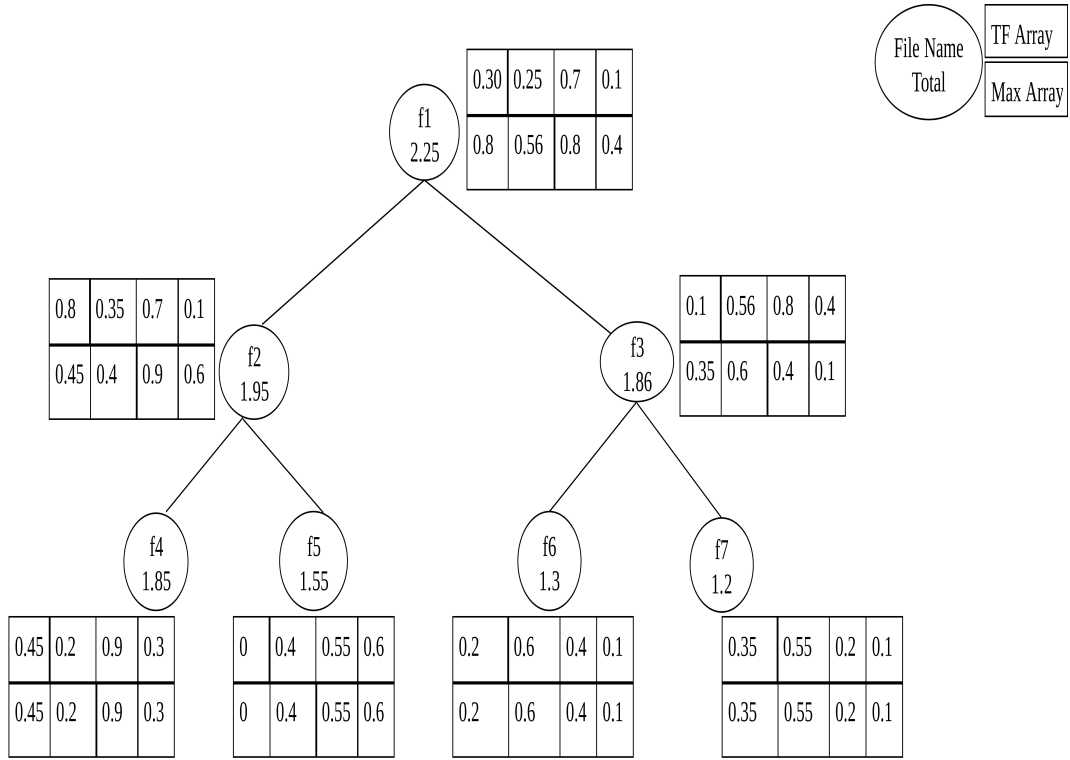 File Name
Total
TF Array
Max Array
f1
2.25
0.30 0.25 0.7 0.1
0.8 0.56 0.8 0.4
0.8 0.35 0.7 0.1
0.45 0.4 0.9 0.6
f2
1.95
f3
1.86
0.1 0.56 0.8 0.4
0.35 0.6 0.4 0.1
f4
1.85
f5
1.55
f6
1.3
f7
1.2
0.45 0.2 0.9 0.3
0.45 0.2 0.9 0.3
0 0.4 0.55 0.6
0 0.4 0.55 0.6
0.2 0.6 0.4 0.1
0.2 0.6 0.4 0.1
0.35 0.55 0.2 0.1
0.35 0.55 0.2 0.1